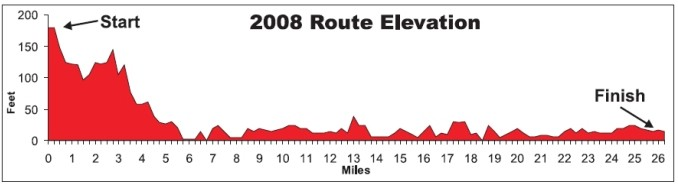 2008 Route Elevation
Start
Finish
Feet
200
150
100
50
0
0 1 2 3 4 5 6 7 8 9 10 11 12 13 14 15 16 17 18 19 20 21 22 23 24 25 26
Miles